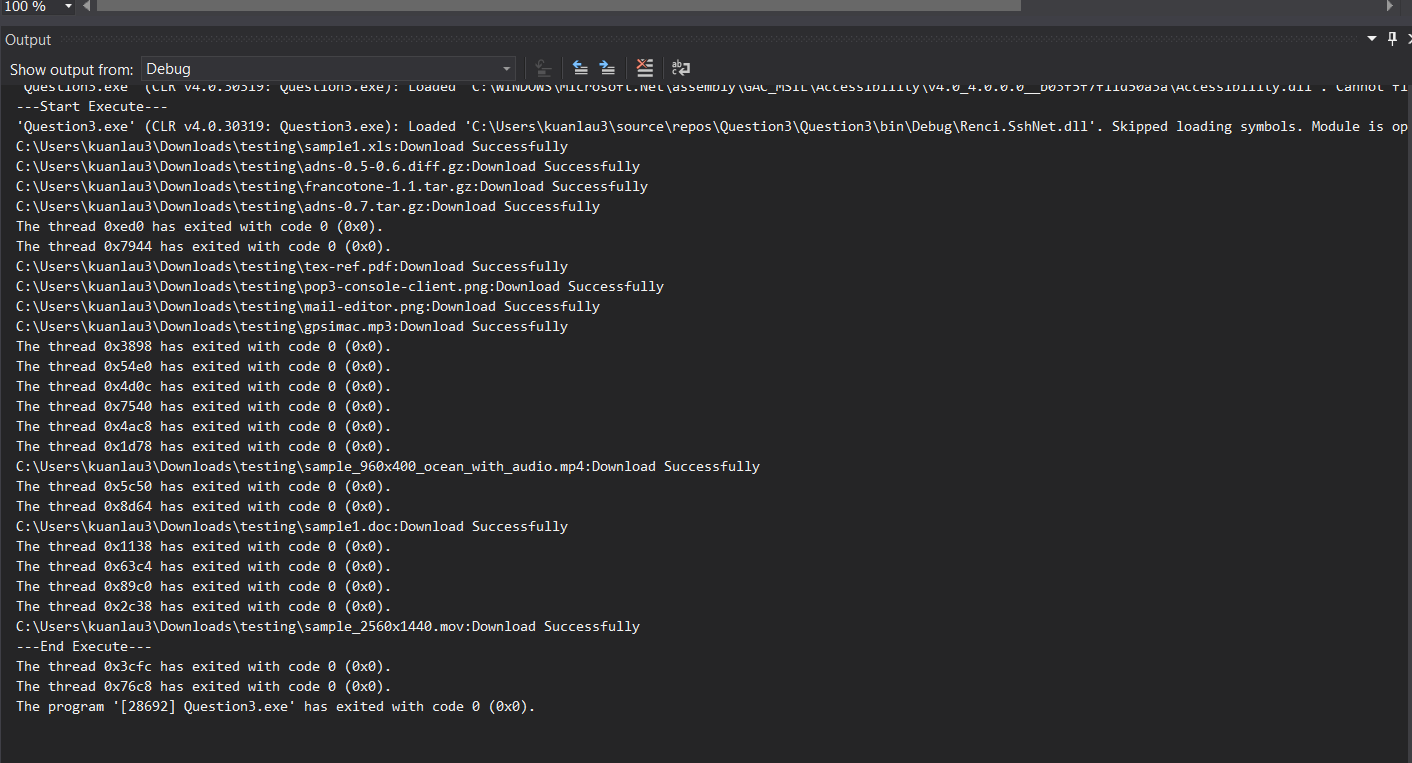 100 %
Output
Show output from: Debug
'Question3.exe' (CLR v4.0.30319: Question3.exe): Loaded 'C:\WINDOWS\Microsoft.Net\assembly\GAC_MSIL\Accessibility\v4.0_4.0.0.0__b03f5f7f11d50a3a\Accessibility.dll'. Cannot fi
---Start Execute---
'Question3.exe' (CLR v4.0.30319: Question3.exe): Loaded 'C:\Users\kuanlau3\source\repos\Question3\Question3\bin\Debug\Renci.SshNet.dll'. Skipped loading symbols. Module is op
C:\Users\kuanlau3\Downloads\testing\sample1.xls:Download Successfully
C:\Users\kuanlau3\Downloads\testing\adns-0.5-0.6.diff.gz:Download Successfully
C:\Users\kuanlau3\Downloads\testing\francotone-1.1.tar.gz:Download Successfully
C:\Users\kuanlau3\Downloads\testing\adns-0.7.tar.gz:Download Successfully
The thread 0xed0 has exited with code 0 (0x0).
The thread 0x7944 has exited with code 0 (0x0).
C:\Users\kuanlau3\Downloads\testing\tex-ref.pdf:Download Successfully
C:\Users\kuanlau3\Downloads\testing\pop3-console-client.png:Download Successfully
C:\Users\kuanlau3\Downloads\testing\mail-editor.png:Download Successfully
C:\Users\kuanlau3\Downloads\testing\gpsimac.mp3:Download Successfully
The thread 0x3898 has exited with code 0 (0x0).
The thread 0x54e0 has exited with code 0 (0x0).
The thread 0x4d0c has exited with code 0 (0x0).
The thread 0x7540 has exited with code 0 (0x0).
The thread 0x4ac8 has exited with code 0 (0x0).
The thread 0x1d78 has exited with code 0 (0x0).
C:\Users\kuanlau3\Downloads\testing\sample_960x400_ocean_with_audio.mp4:Download Successfully
The thread 0x5c50 has exited with code 0 (0x0).
The thread 0x8d64 has exited with code 0 (0x0).
C:\Users\kuanlau3\Downloads\testing\sample1.doc:Download Successfully
The thread 0x1138 has exited with code 0 (0x0).
The thread 0x63c4 has exited with code 0 (0x0).
The thread 0x89c0 has exited with code 0 (0x0).
The thread 0x2c38 has exited with code 0 (0x0).
C:\Users\kuanlau3\Downloads\testing\sample_2560x1440.mov:Download Successfully
---End Execute---
The thread 0x3cfc has exited with code 0 (0x0).
The thread 0x76c8 has exited with code 0 (0x0).
The program '[28692] Question3.exe' has exited with code 0 (0x0).